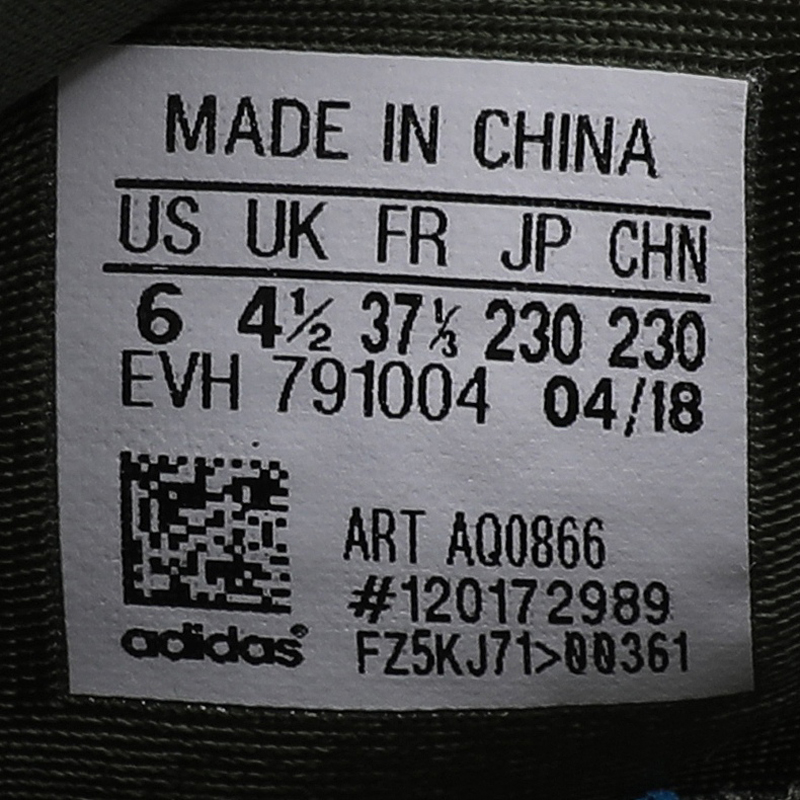 MADE IN CHINA
US UK FR JP CHN
6 4½ 37⅓ 230 230
EVH 791004 04/18
ART AQ0866
#120172989
adidas®
FZ5KJ71>00361